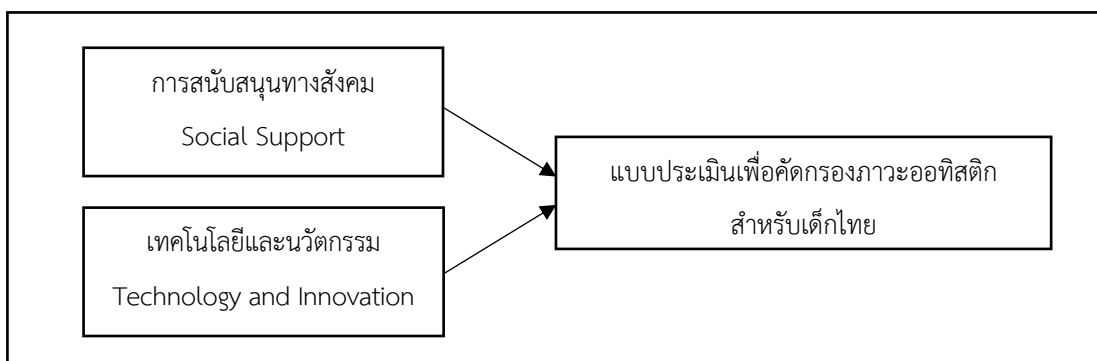 การสนับสนุนทางสังคม
Social Support
เทคโนโลยีและนวัตกรรม
Technology and Innovation
แบบประเมินเพื่อคัดกรองภาวะออทิสติก
สำหรับเด็กไทย